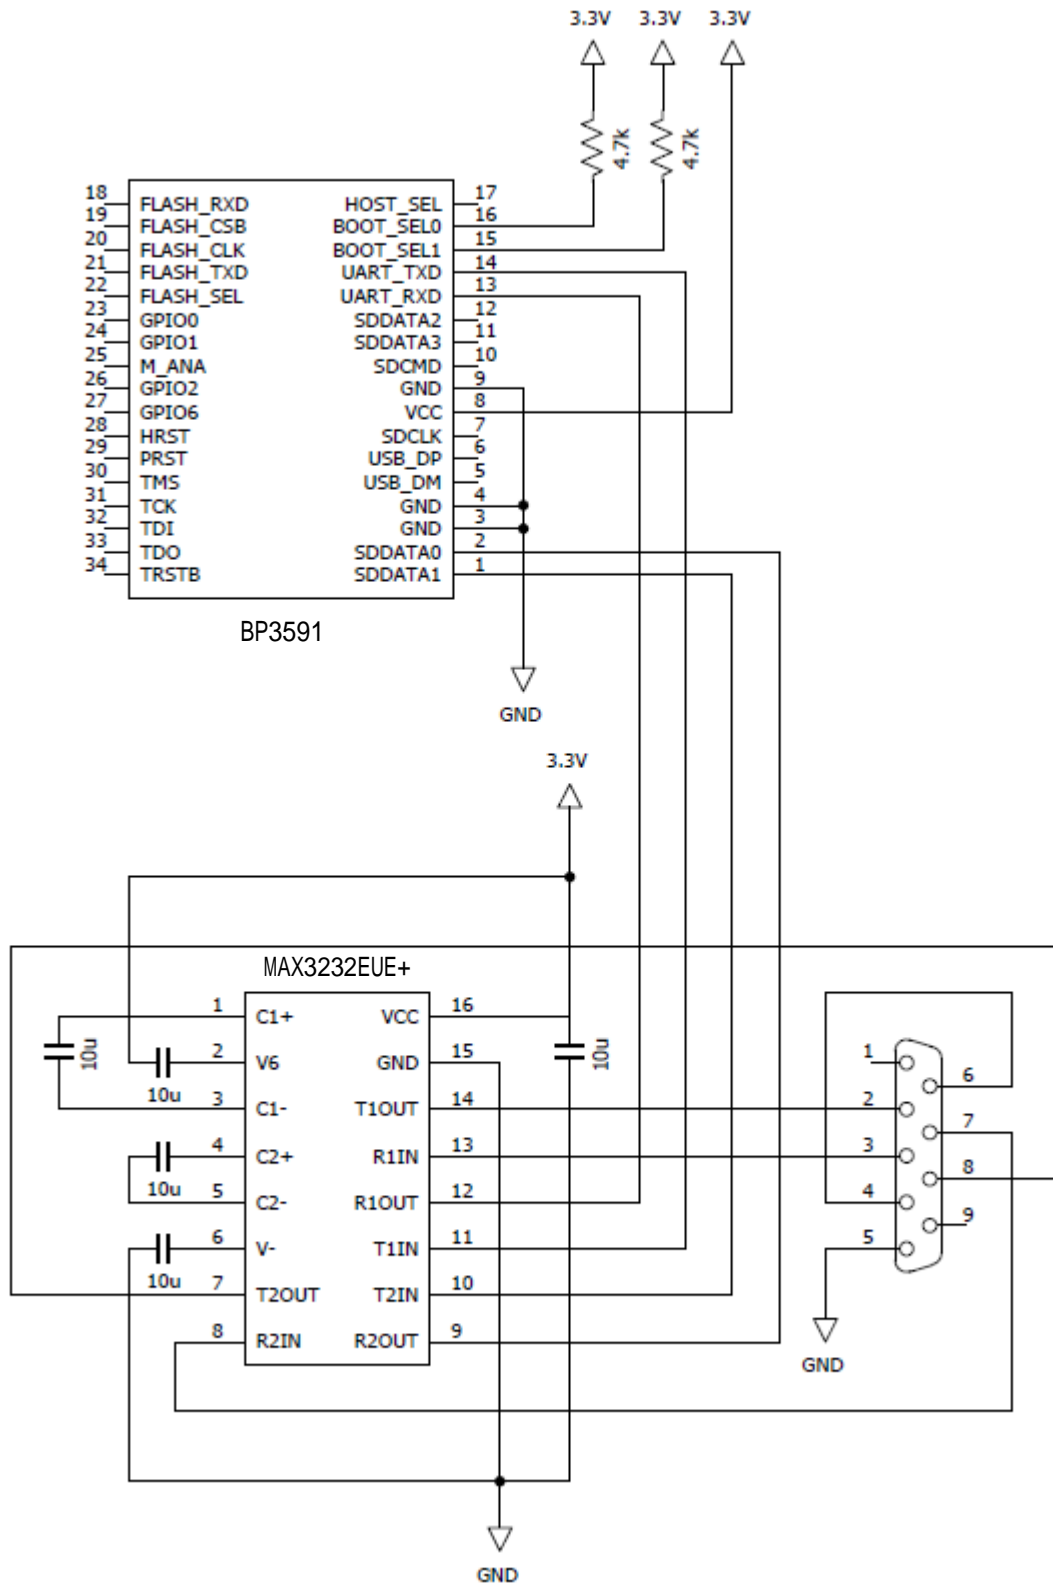 3.3V 3.3V 3.3V
4.7k 4.7k
18 FLASH_RXD HOST_SEL 17
19 FLASH_CSB BOOT_SEL0 16
20 FLASH_CLK BOOT_SEL1 15
21 FLASH_TXD UART_TXD 14
22 FLASH_SEL UART_RXD 13
23 GPIO0 SDDATA2 12
24 GPIO1 SDDATA3 11
25 M_ANA SDCMD 10
26 GPIO2 GND 9
27 GPIO6 VCC 8
28 HRST SDCLK 7
29 PRST USB_DP 6
30 TMS USB_DM 5
31 TCK GND 4
32 TDI GND 3
33 TDO SDDATA0 2
34 TRSTB SDDATA1 1
BP3591
GND
3.3V
MAX3232EUE+
1 C1+ VCC 16
10u
2 V6 GND 15
10u
10u
3 C1- T1OUT 14
4 C2+ R1IN 13
10u
5 C2- R1OUT 12
6 V- T1IN 11
10u
7 T2OUT T2IN 10
8 R2IN R2OUT 9
1
6
2
7
3
8
4
9
5
GND
GND